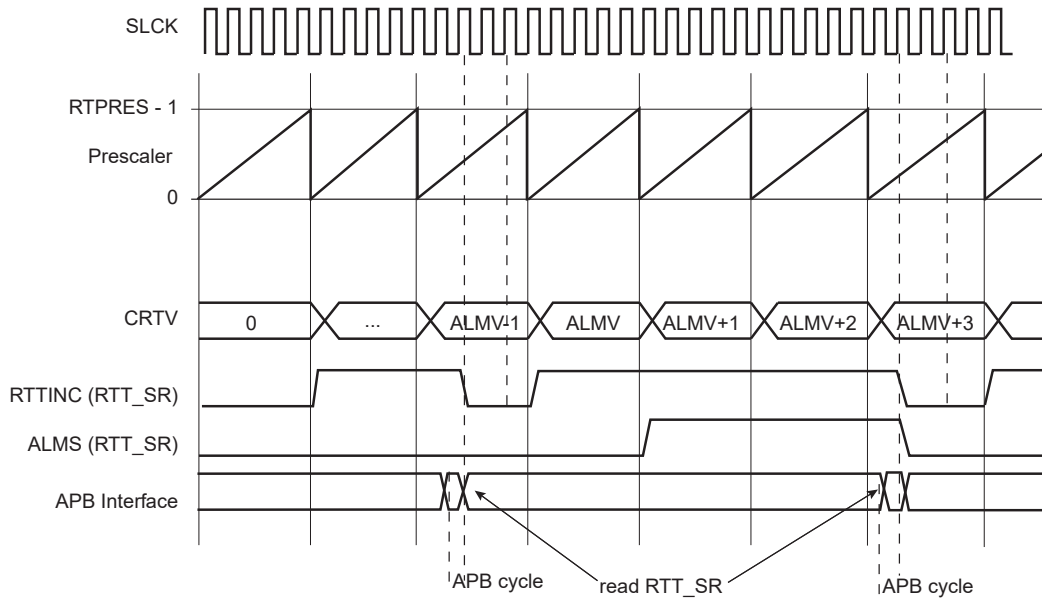 SLCK
RTPRES - 1
Prescaler
0
CRTV
0
...
ALMV-1
ALMV
ALMV+1
ALMV+2
ALMV+3
RTTINC (RTT_SR)
ALMS (RTT_SR)
APB Interface
APB cycle
read RTT_SR
APB cycle